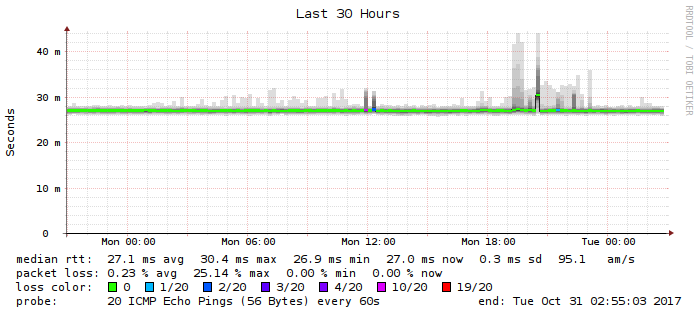 Last 30 Hours
RRDTOOL / TOBI OETIKER
Seconds
40 m
30 m
20 m
10 m
0
Mon 00:00 Mon 06:00 Mon 12:00 Mon 18:00 Tue 00:00
median rtt: 27.1 ms avg 30.4 ms max 26.9 ms min 27.0 ms now 0.3 ms sd 95.1 am/s
packet loss: 0.23 % avg 25.14 % max 0.00 % min 0.00 % now
loss color: 0 1/20 2/20 3/20 4/20 10/20 19/20
probe: 20 ICMP Echo Pings (56 Bytes) every 60s end: Tue Oct 31 02:55:03 2017